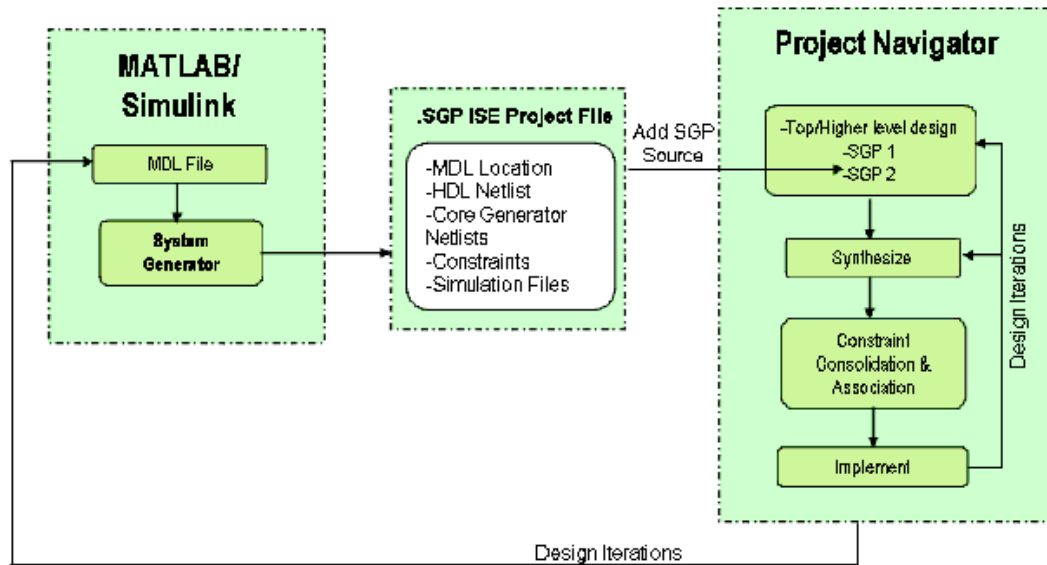 MATLAB/
Simulink
MDL File
System
Generator
.SGP ISE Project File
-MDL Location
-HDL Netlist
-Core Generator
Netlists
-Constraints
-Simulation Files
Add SGP
Source
Project Navigator
-Top/Higher level design
-SGP 1
-SGP 2
Synthesize
Constraint
Consolidation &
Association
Implement
Design Iterations
Design Iterations